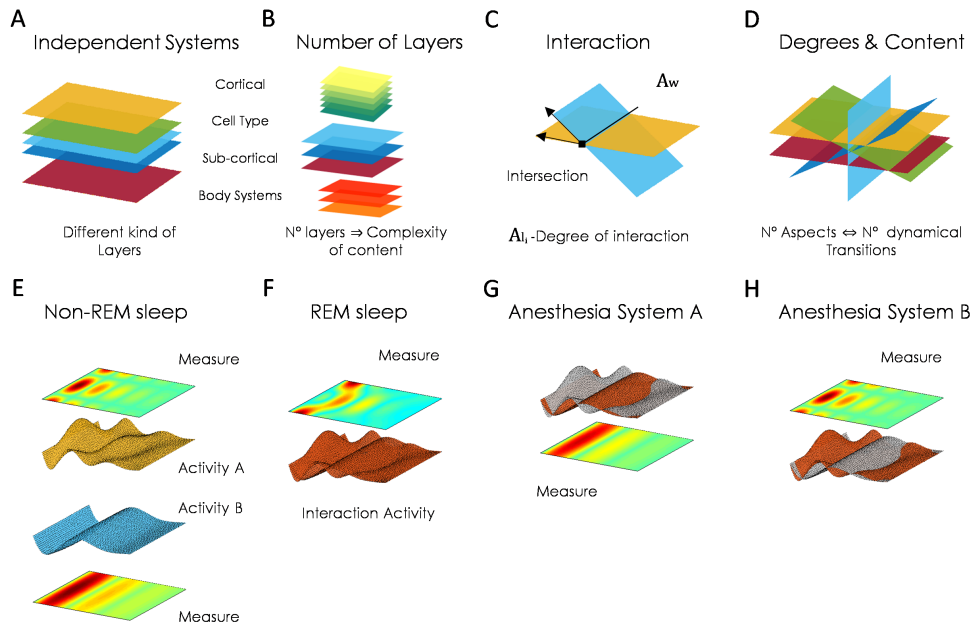 A
Independent Systems
B
Number of Layers
C
Interaction
D
Degrees & Content
Cortical
Cell Type
Sub-cortical
Body Systems
Aw
Intersection
Different kind of
Layers
N° layers ⇒ Complexity
of content
Al,-Degree of interaction
N° Aspects ⇔ N° dynamical
Transitions
E
Non-REM sleep
F
REM sleep
G
Anesthesia System A
H
Anesthesia System B
Measure
Activity A
Activity B
Measure
Measure
Interaction Activity
Measure
Measure